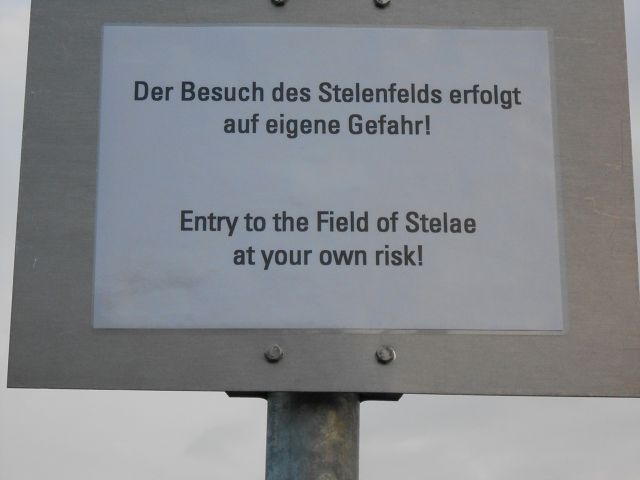 Der Besuch des Stelenfelds erfolgt
auf eigene Gefahr!
Entry to the Field of Stelae
at your own risk!